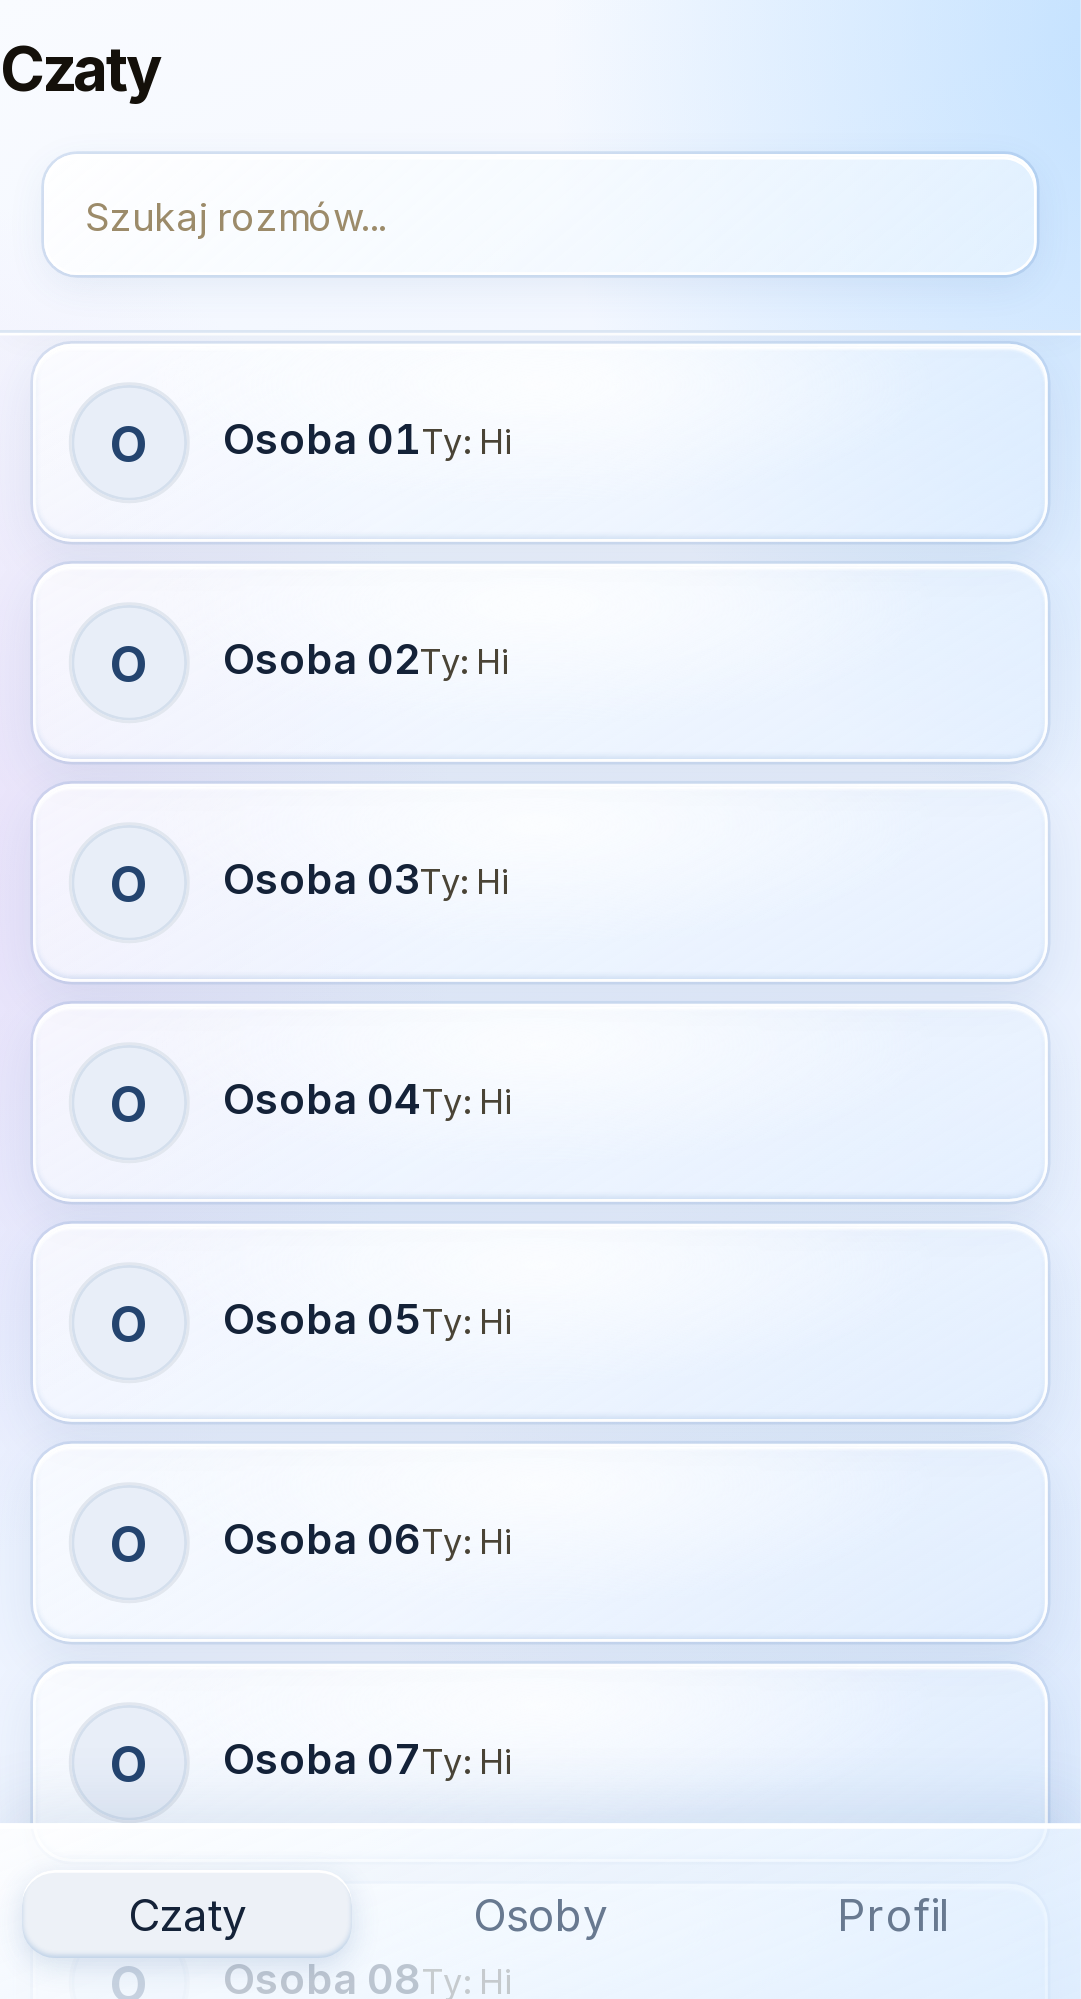 Czaty
Szukaj rozmów...
O Osoba 01 Ty: Hi
O Osoba 02 Ty: Hi
O Osoba 03 Ty: Hi
O Osoba 04 Ty: Hi
O Osoba 05 Ty: Hi
O Osoba 06 Ty: Hi
O Osoba 07 Ty: Hi
Czaty Osoby Profil
O Osoba 08 Ty: Hi